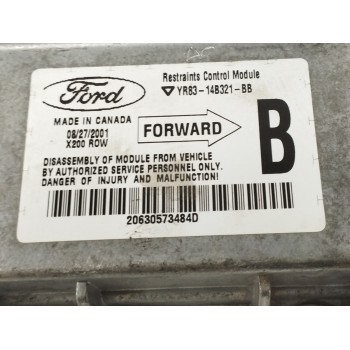 Ford
Restraints Control Module
YR83-14B321-BB
MADE IN CANADA
08/27/2001
X200 ROW
FORWARD
B
DISASSEMBLY OF MODULE FROM VEHICLE
BY AUTHORIZED SERVICE PERSONNEL ONLY.
DANGER OF INJURY AND MALFUNCTION!
20630573484D